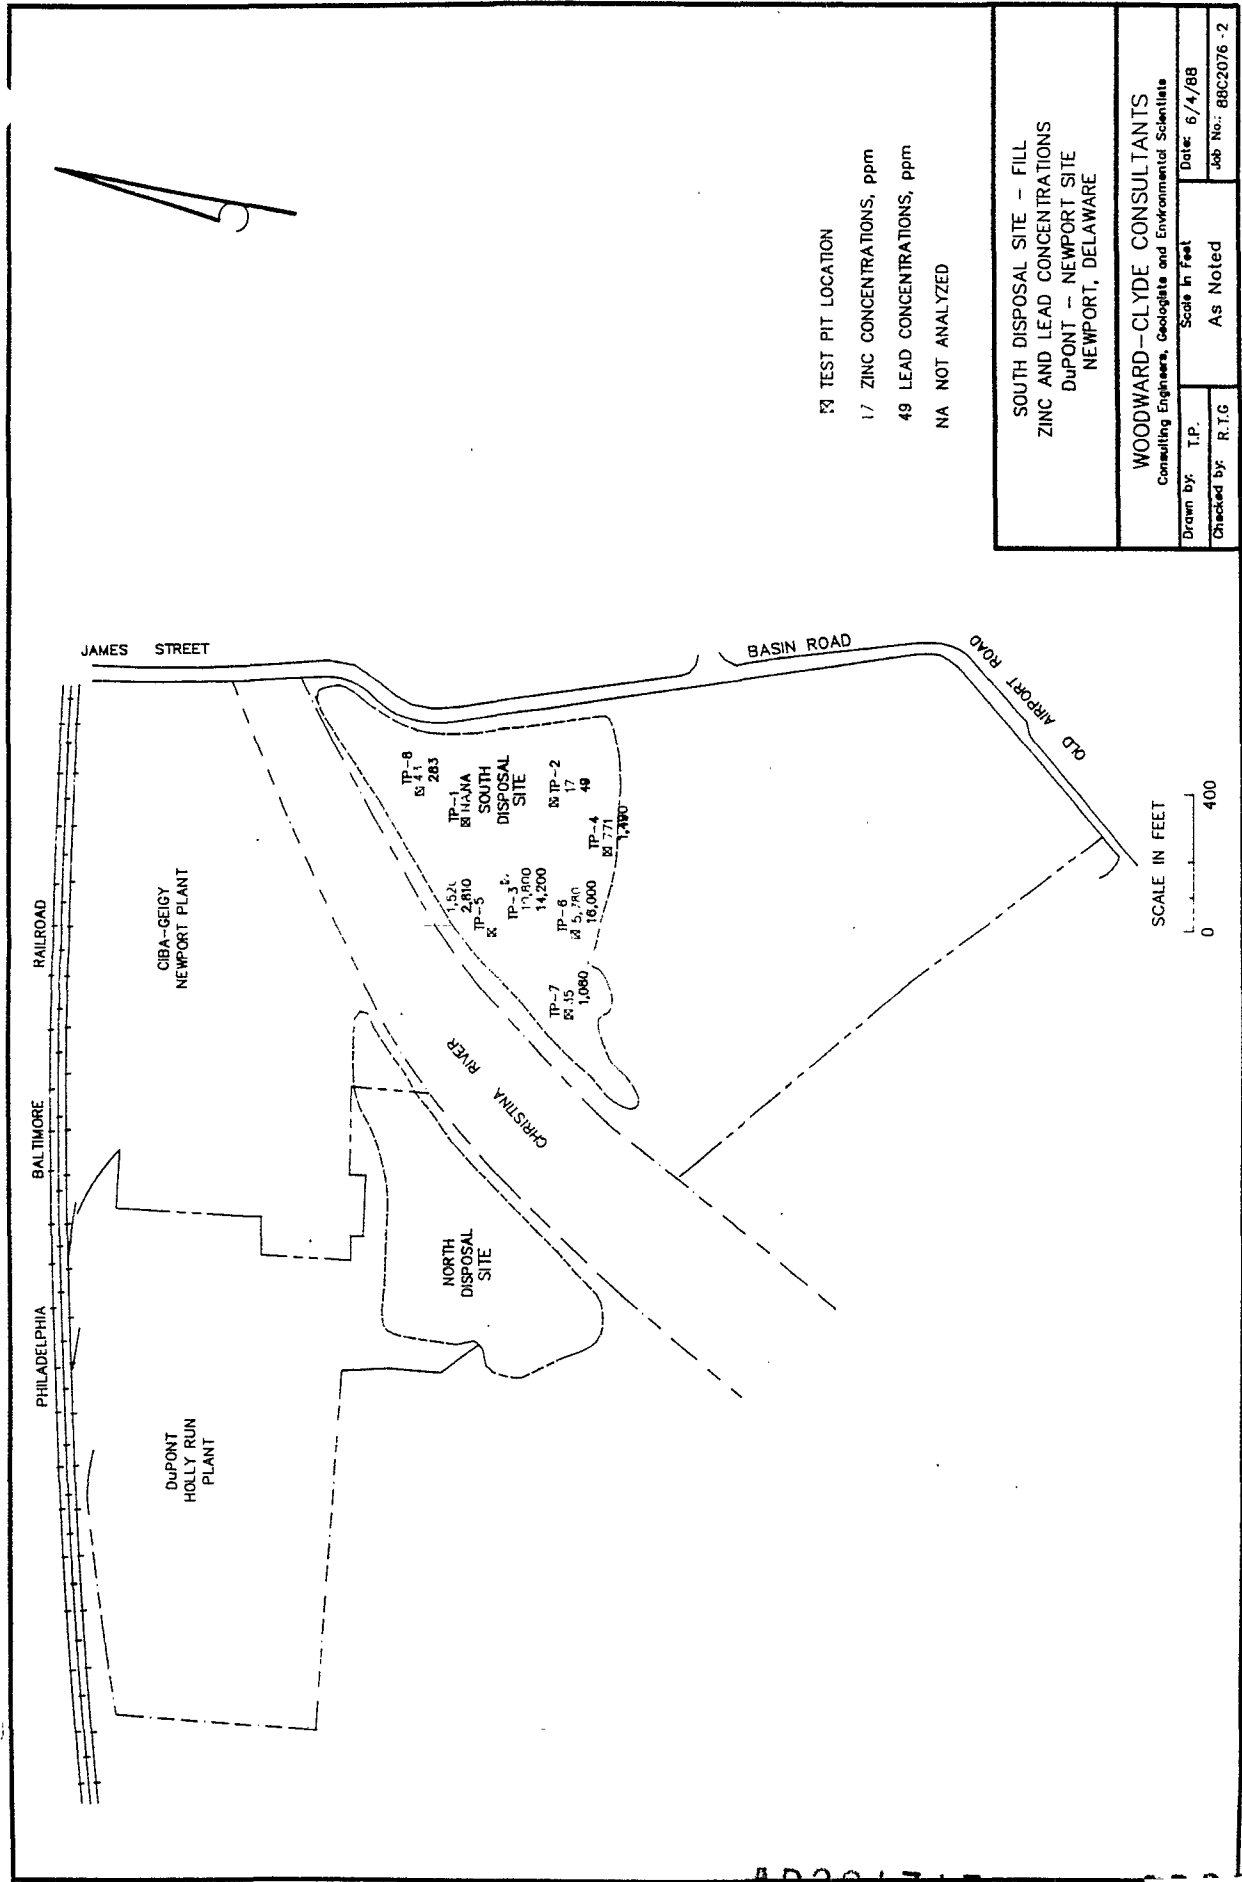 PHILADELPHIA BALTIMORE RAILROAD
JAMES STREET
DuPONT
HOLLY RUN
PLANT
CIBA-GEIGY
NEWPORT PLANT
NORTH
DISPOSAL
SITE
CHRISTINA RIVER
TP-8
283
TP-1
NA,NA
SOUTH
DISPOSAL
SITE
TP-2
17
49
TP-4
771
1,490
2,810
TP-5
TP-3
14,200
TP-6
16,000
TP-7
1,080
BASIN ROAD
OLD AIRPORT ROAD
SCALE IN FEET
0 400
TEST PIT LOCATION
17 ZINC CONCENTRATIONS, ppm
49 LEAD CONCENTRATIONS, ppm
NA NOT ANALYZED
SOUTH DISPOSAL SITE - FILL
ZINC AND LEAD CONCENTRATIONS
DuPONT - NEWPORT SITE
NEWPORT, DELAWARE
WOODWARD-CLYDE CONSULTANTS
Consulting Engineers, Geologists and Environmental Scientists
Drawn by: T.P.
Scale in Feet
Date: 6/4/88
Checked by: R.T.G
As Noted
Job No.: 88C2076-2